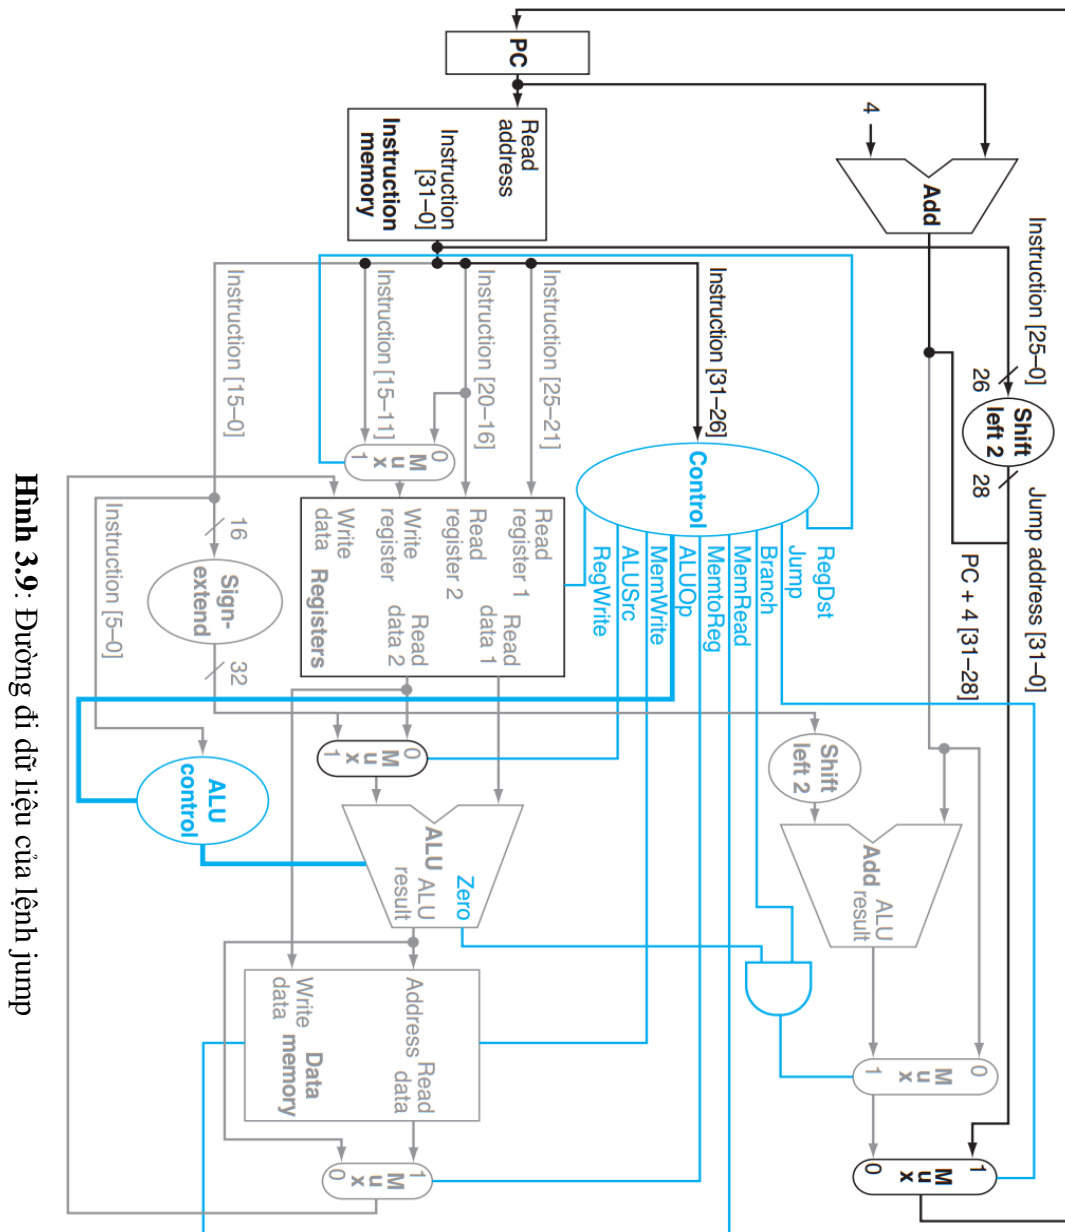 Instruction [25–0]
Shift
left 2
Jump address [31–0]
26
28
PC + 4 [31–28]
4
Add
Shift
left 2
Add
ALU
result
0
M
u
x
1
1
M
u
x
0
RegDst
Jump
Branch
MemRead
MemtoReg
ALUOp
MemWrite
ALUSrc
RegWrite
Instruction [31–26]
Control
PC
Read
address
Instruction
[31–0]
Instruction
memory
Instruction [25–21]
Instruction [20–16]
Instruction [15–11]
0
M
u
x
1
Read
register 1
Read
register 2
Write
register
Write
data
Read
data 1
Read
data 2
Registers
0
M
u
x
1
Zero
ALU
ALU
result
Address
Read
data
Write
data
Data
memory
1
M
u
x
0
Instruction [15–0]
16
Sign-
extend
32
Instruction [5–0]
ALU
control
Hình 3.9: Đường đi dữ liệu của lệnh jump